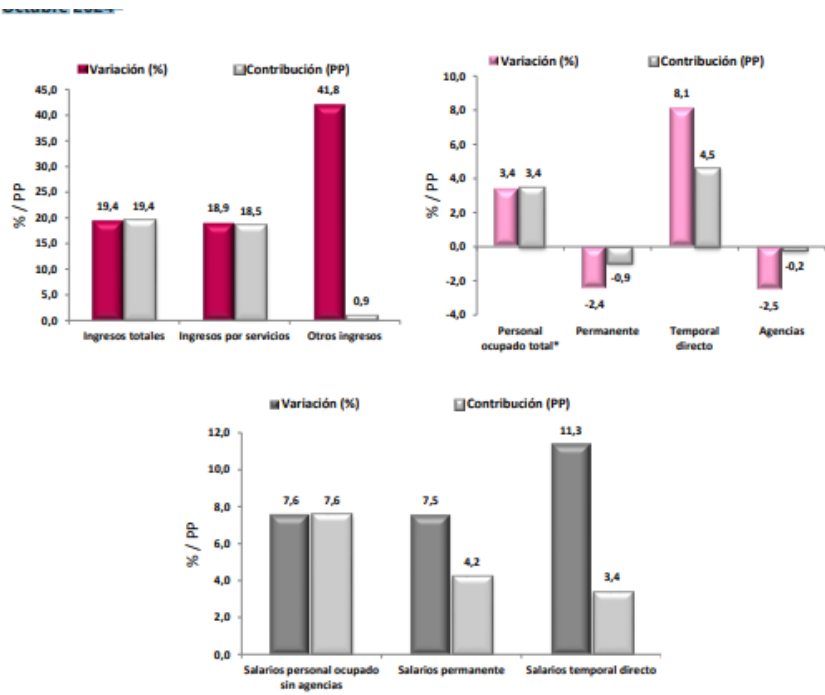 Variación (%)
Contribución (PP)
45,0
40,0
35,0
30,0
25,0
20,0
15,0
10,0
5,0
0,0
% / PP
19,4
19,4
18,9
18,5
41,8
0,9
Ingresos totales
Ingresos por servicios
Otros ingresos
Variación (%)
Contribución (PP)
10,0
8,0
6,0
4,0
2,0
0,0
-2,0
-4,0
% / PP
3,4
3,4
-2,4
-0,9
8,1
4,5
-2,5
-0,2
Personal
ocupado total*
Permanente
Temporal
directo
Agencias
Variación (%)
Contribución (PP)
12,0
10,0
8,0
6,0
4,0
2,0
0,0
% / PP
7,6
7,6
7,5
4,2
11,3
3,4
Salarios personal ocupado
sin agencias
Salarios permanente
Salarios temporal directo